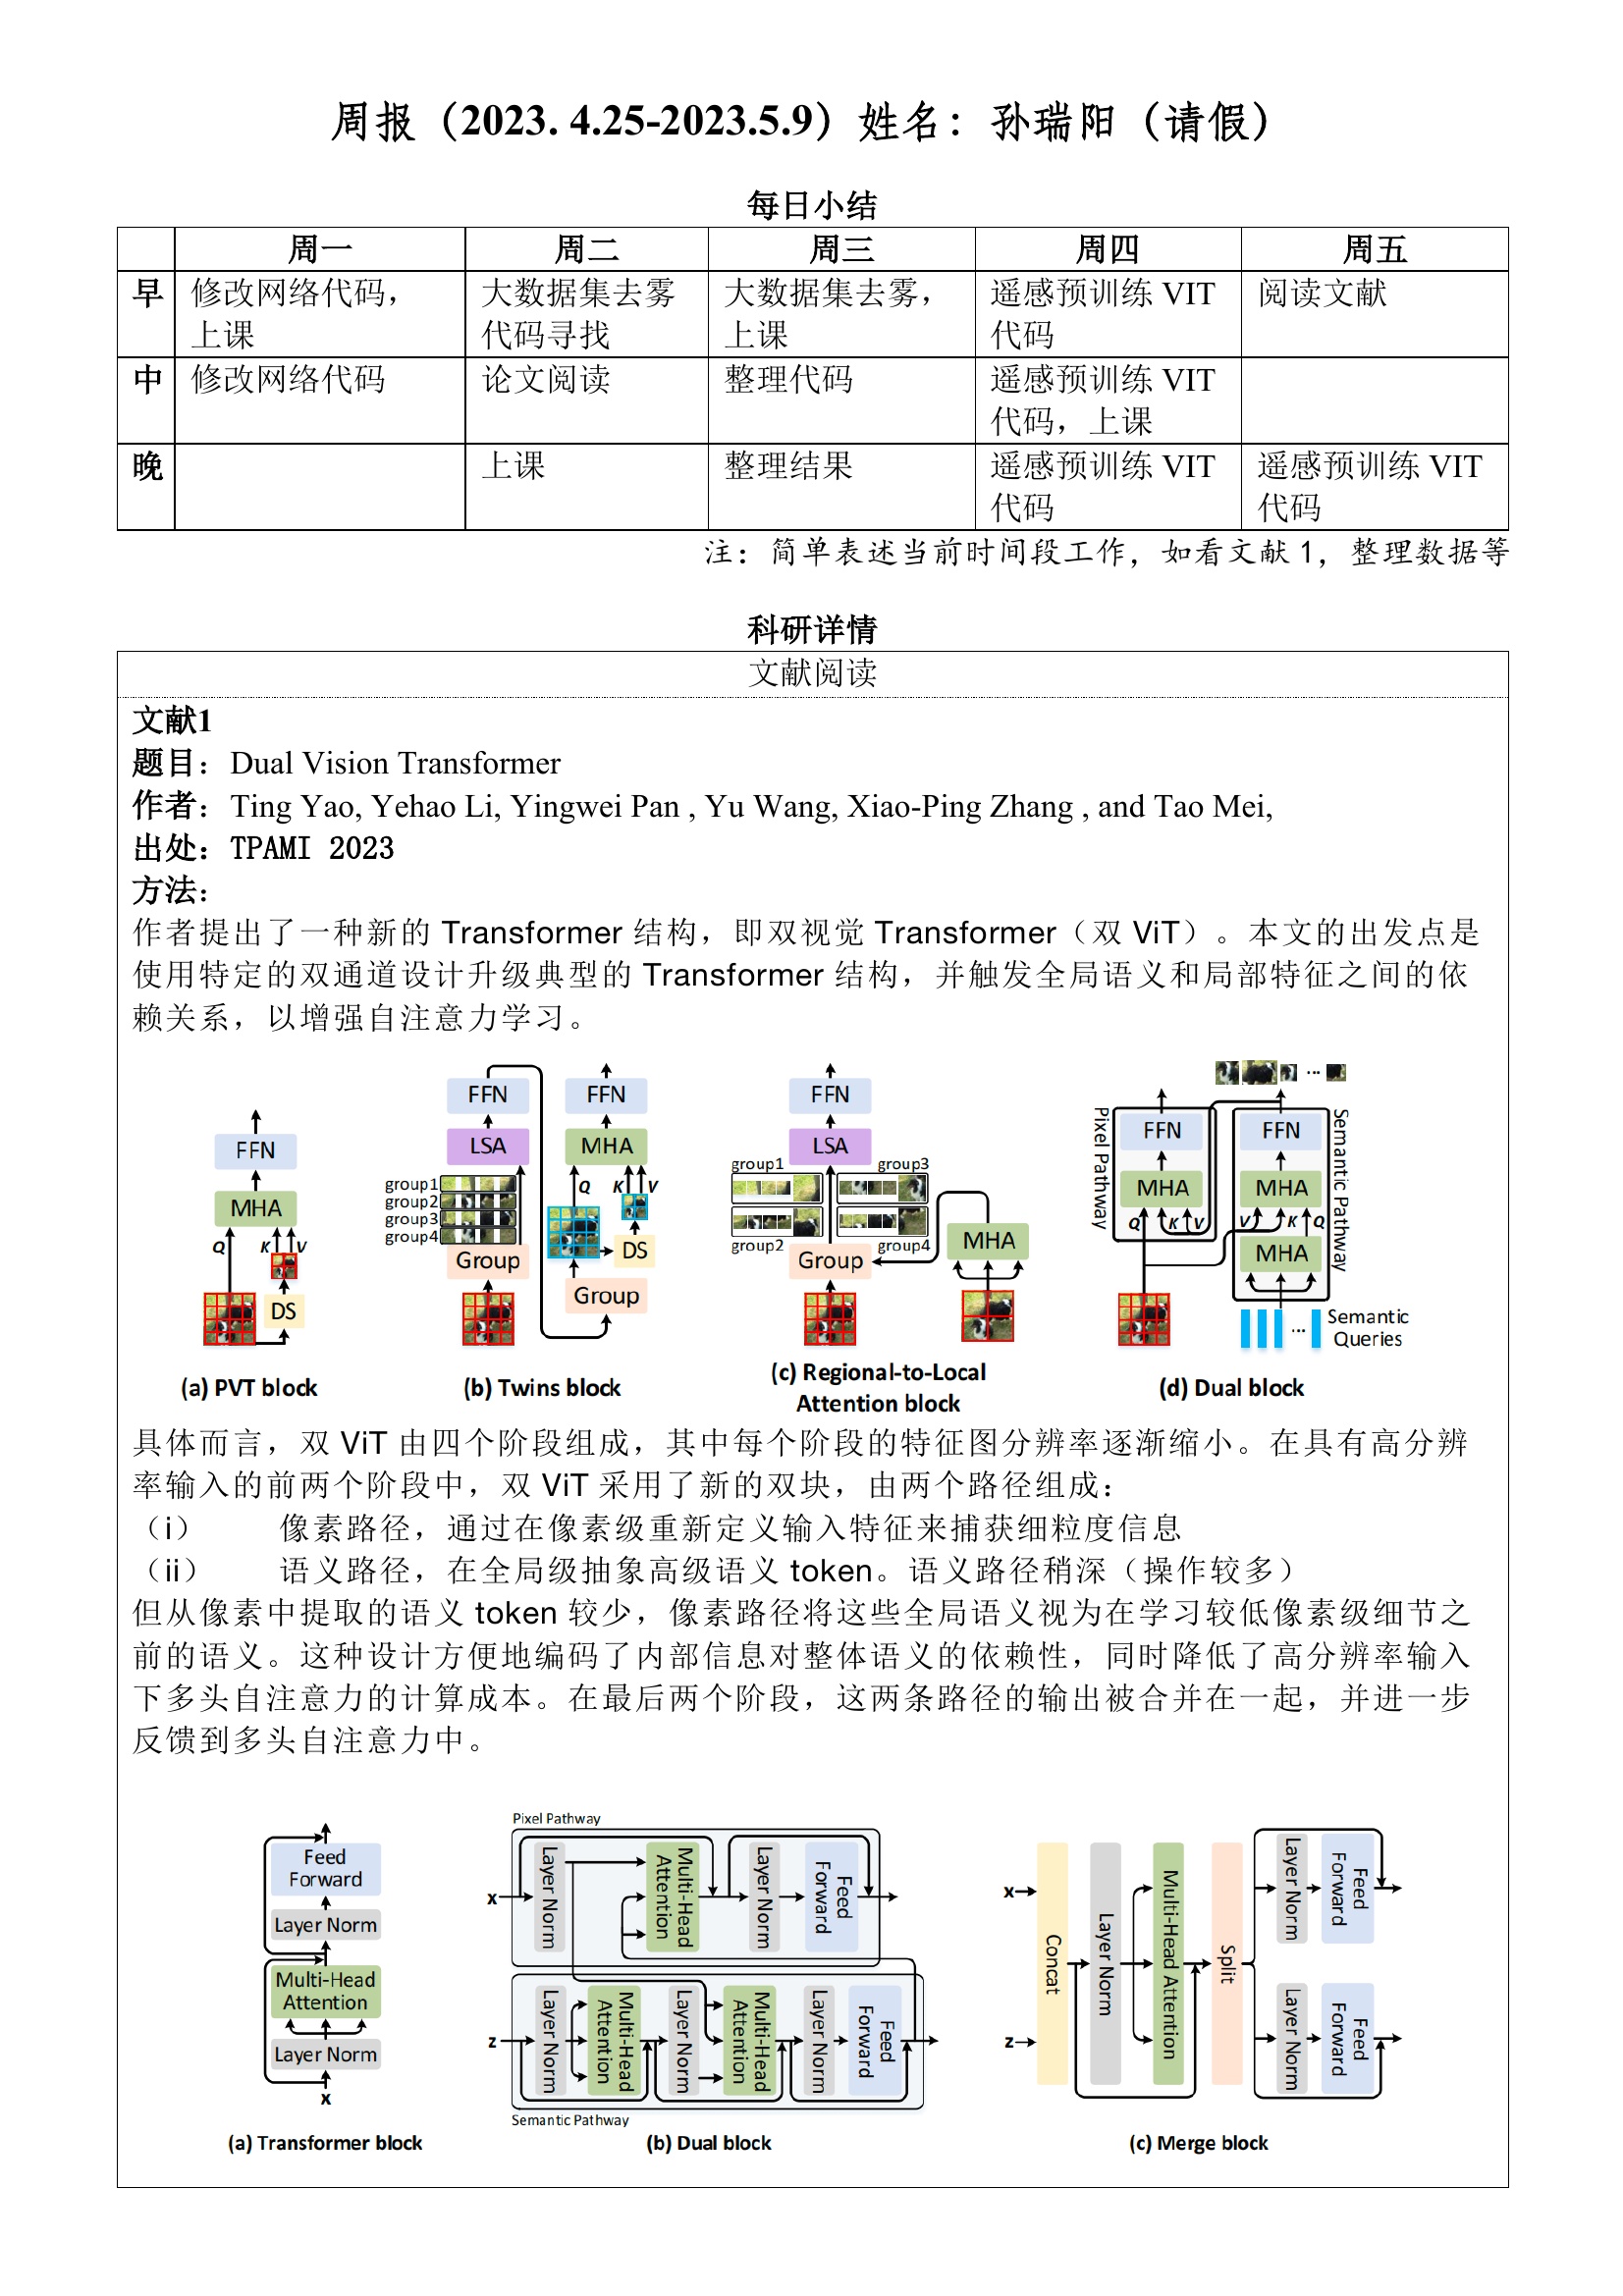 周报（2023. 4.25-2023.5.9）姓名：孙瑞阳（请假）
每日小结
周一 周二 周三 周四 周五
早 修改网络代码， 大数据集去雾 大数据集去雾， 遥感预训练 VIT 阅读文献
上课 代码寻找 上课 代码
中 修改网络代码 论文阅读 整理代码 遥感预训练 VIT
代码，上课
晚 上课 整理结果 遥感预训练 VIT 遥感预训练 VIT
代码 代码
注：简单表述当前时间段工作，如看文献 1，整理数据等
科研详情
文献阅读
文献1
题目：Dual Vision Transformer
作者：Ting Yao, Yehao Li, Yingwei Pan , Yu Wang, Xiao-Ping Zhang , and Tao Mei,
出处：TPAMI 2023
方法：
作者提出了一种新的 Transformer 结构，即双视觉 Transformer（双 ViT）。本文的出发点是
使用特定的双通道设计升级典型的 Transformer 结构，并触发全局语义和局部特征之间的依
赖关系，以增强自注意力学习。
FFN
MHA
Q K V
DS
(a) PVT block
FFN FFN
LSA MHA
group1
group2
group3
group4
Q K V
Group DS
Group
(b) Twins block
FFN
LSA
group1 group3
group2 group4
Group MHA
(c) Regional-to-Local
Attention block
...
Pixel Pathway
FFN FFN
Semantic Pathway
MHA MHA
Q K V V K Q
MHA
... Semantic
Queries
(d) Dual block
具体而言，双 ViT 由四个阶段组成，其中每个阶段的特征图分辨率逐渐缩小。在具有高分辨
率输入的前两个阶段中，双 ViT 采用了新的双块，由两个路径组成：
（i） 像素路径，通过在像素级重新定义输入特征来捕获细粒度信息
（ii） 语义路径，在全局级抽象高级语义 token。语义路径稍深（操作较多）
但从像素中提取的语义 token 较少，像素路径将这些全局语义视为在学习较低像素级细节之
前的语义。这种设计方便地编码了内部信息对整体语义的依赖性，同时降低了高分辨率输入
下多头自注意力的计算成本。在最后两个阶段，这两条路径的输出被合并在一起，并进一步
反馈到多头自注意力中。
Feed
Forward
Layer Norm
Multi-Head
Attention
Layer Norm
x
(a) Transformer block
Pixel Pathway
x Layer Norm Multi-Head Attention Layer Norm Feed Forward
z Layer Norm Multi-Head Attention Layer Norm Multi-Head Attention Layer Norm Feed Forward
Semantic Pathway
(b) Dual block
x
z
Concat Layer Norm Multi-Head Attention Split
Layer Norm Feed Forward
Layer Norm Feed Forward
(c) Merge block